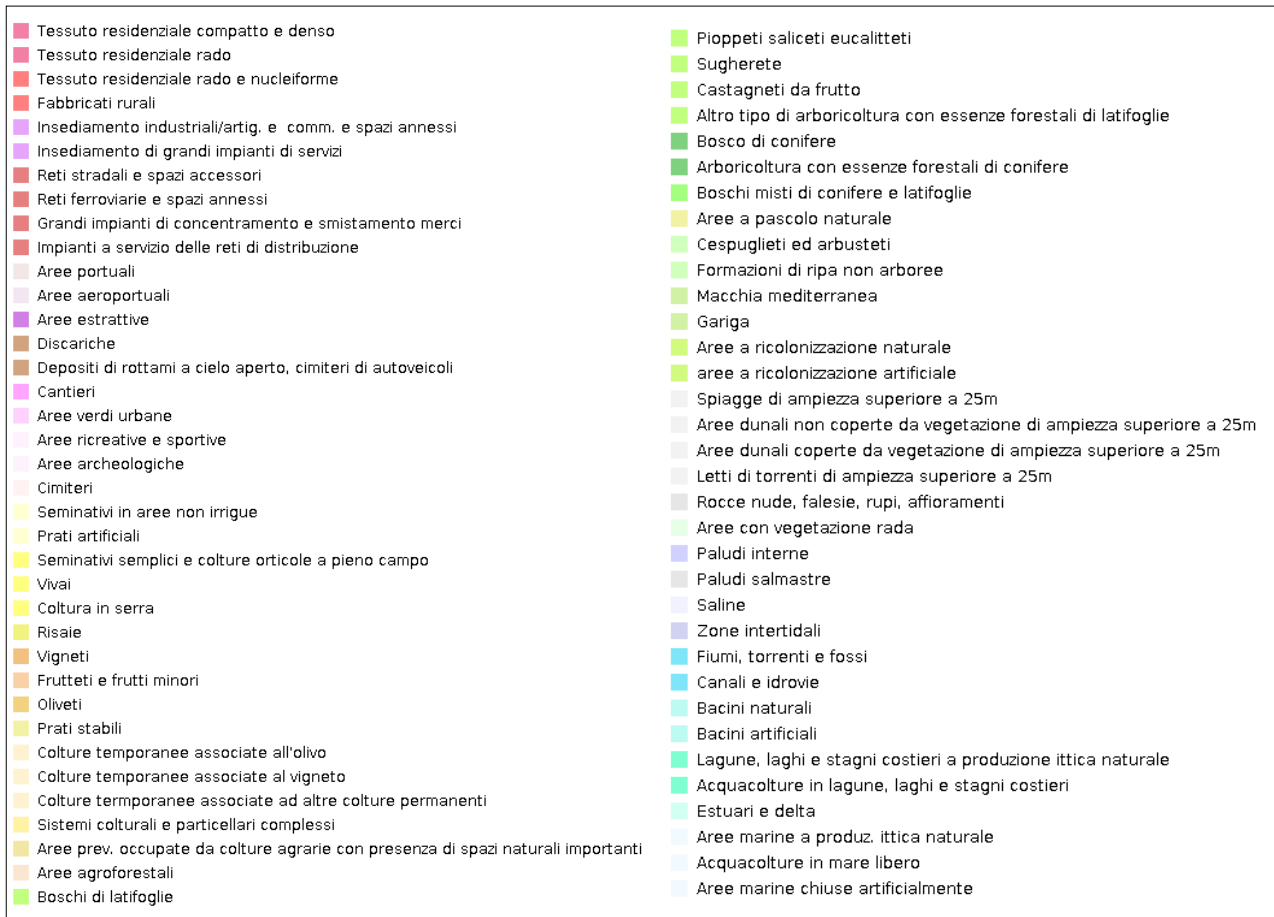 Tessuto residenziale compatto e denso
Tessuto residenziale rado
Tessuto residenziale rado e nucleiforme
Fabbricati rurali
Insediamento industriali/artig. e comm. e spazi annessi
Insediamento di grandi impianti di servizi
Reti stradali e spazi accessori
Reti ferroviarie e spazi annessi
Grandi impianti di concentramento e smistamento merci
Impianti a servizio delle reti di distribuzione
Aree portuali
Aree aeroportuali
Aree estrattive
Discariche
Depositi di rottami a cielo aperto, cimiteri di autoveicoli
Cantieri
Aree verdi urbane
Aree ricreative e sportive
Aree archeologiche
Cimiteri
Seminativi in aree non irrigue
Prati artificiali
Seminativi semplici e colture orticole a pieno campo
Vivai
Coltura in serra
Risaie
Vigneti
Frutteti e frutti minori
Oliveti
Prati stabili
Colture temporanee associate all'olivo
Colture temporanee associate al vigneto
Colture termporanee associate ad altre colture permanenti
Sistemi colturali e particellari complessi
Aree prev. occupate da colture agrarie con presenza di spazi naturali importanti
Aree agroforestali
Boschi di latifoglie
Pioppeti saliceti eucalitteti
Sugherete
Castagneti da frutto
Altro tipo di arboricoltura con essenze forestali di latifoglie
Bosco di conifere
Arboricoltura con essenze forestali di conifere
Boschi misti di conifere e latifoglie
Aree a pascolo naturale
Cespuglieti ed arbusteti
Formazioni di ripa non arboree
Macchia mediterranea
Gariga
Aree a ricolonizzazione naturale
aree a ricolonizzazione artificiale
Spiagge di ampiezza superiore a 25m
Aree dunali non coperte da vegetazione di ampiezza superiore a 25m
Aree dunali coperte da vegetazione di ampiezza superiore a 25m
Letti di torrenti di ampiezza superiore a 25m
Rocce nude, falesie, rupi, affioramenti
Aree con vegetazione rada
Paludi interne
Paludi salmastre
Saline
Zone intertidali
Fiumi, torrenti e fossi
Canali e idrovie
Bacini naturali
Bacini artificiali
Lagune, laghi e stagni costieri a produzione ittica naturale
Acquacolture in lagune, laghi e stagni costieri
Estuari e delta
Aree marine a produz. ittica naturale
Acquacolture in mare libero
Aree marine chiuse artificialmente